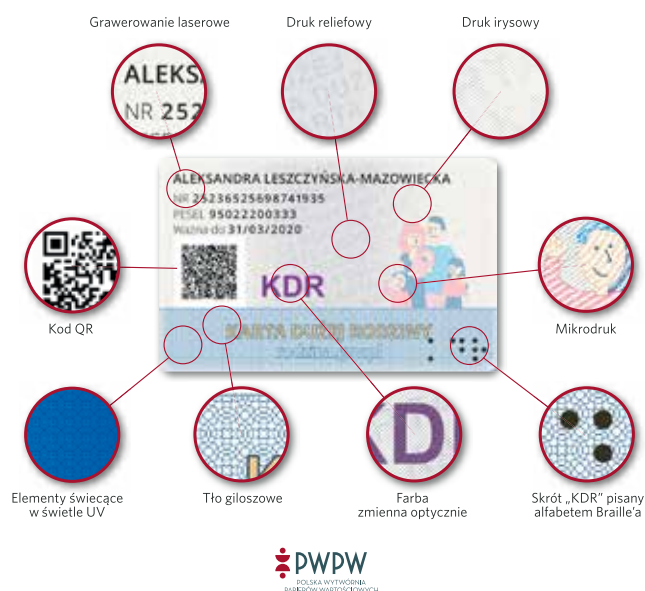 Grawerowanie laserowe
Druk reliefowy
Druk irysowy
ALEKS
NR 252
ALEKSANDRA LESZCZYŃSKA-MAZOWIECKA
NR 25236525698741935
PESEL 95022200333
Ważna do 31/03/2020
KDR
KARTA DUŻEJ RODZINY
Kod QR
Mikrodruk
KD
Elementy świecące
w świetle UV
Tło giloszowe
Farba
zmienna optycznie
Skrót „KDR” pisany
alfabetem Braille'a
PWPW
POLSKA WYTWÓRNIA
PAPIERÓW WARTOŚCIOWYCH